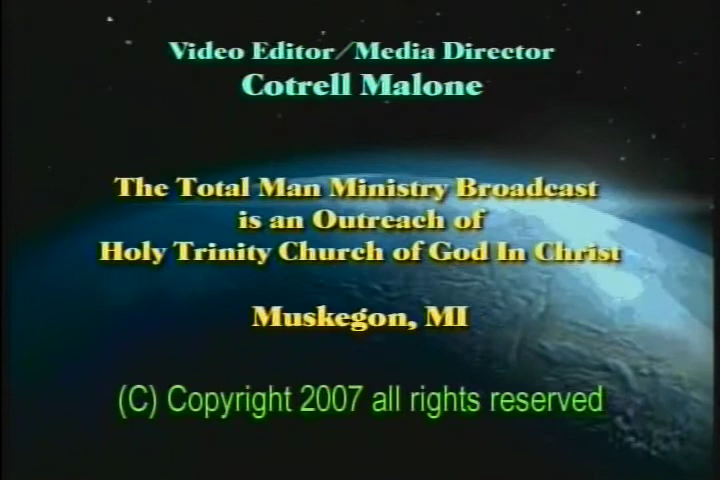 Video Editor/Media Director
Cotrell Malone
The Total Man Ministry Broadcast
is an Outreach of
Holy Trinity Church of God In Christ
Muskegon, MI
(C) Copyright 2007 all rights reserved